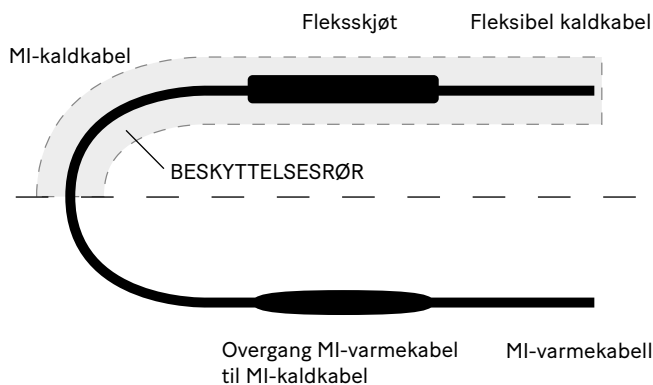 Fleksskjøt
Fleksibel kaldkabel
MI-kaldkabel
BESKYTTELSESRØR
Overgang MI-varmekabel
til MI-kaldkabel
MI-varmekabell